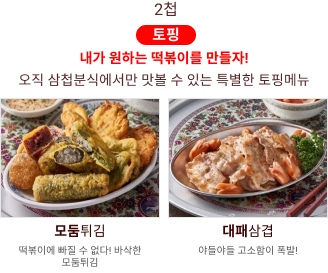 2첩
토핑
내가 원하는 떡볶이를 만들자!
오직 삼첩분식에서만 맛볼 수 있는 특별한 토핑메뉴
모둠튀김
대패삼겹
떡볶이에 빠질 수 없다! 바삭한
모둠튀김
야들야들 고소함이 폭발!